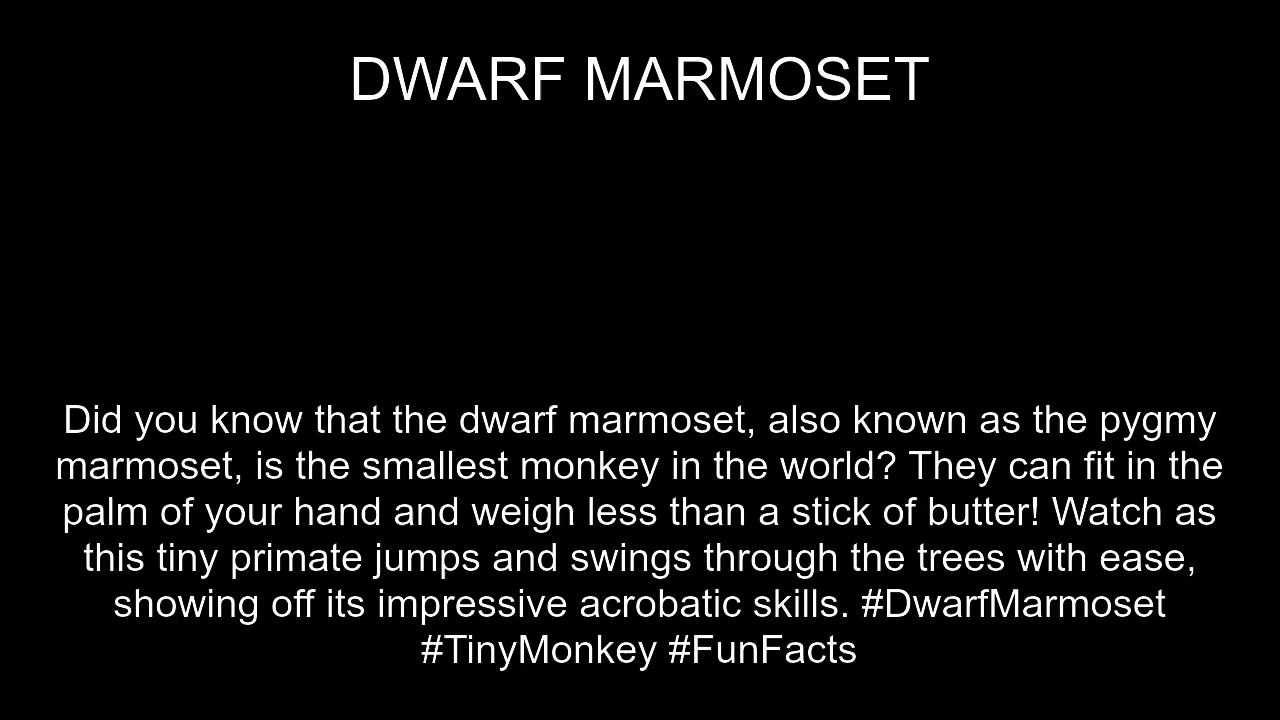 DWARF MARMOSET
Did you know that the dwarf marmoset, also known as the pygmy
marmoset, is the smallest monkey in the world? They can fit in the
palm of your hand and weigh less than a stick of butter! Watch as
this tiny primate jumps and swings through the trees with ease,
showing off its impressive acrobatic skills. #DwarfMarmoset
#TinyMonkey #FunFacts